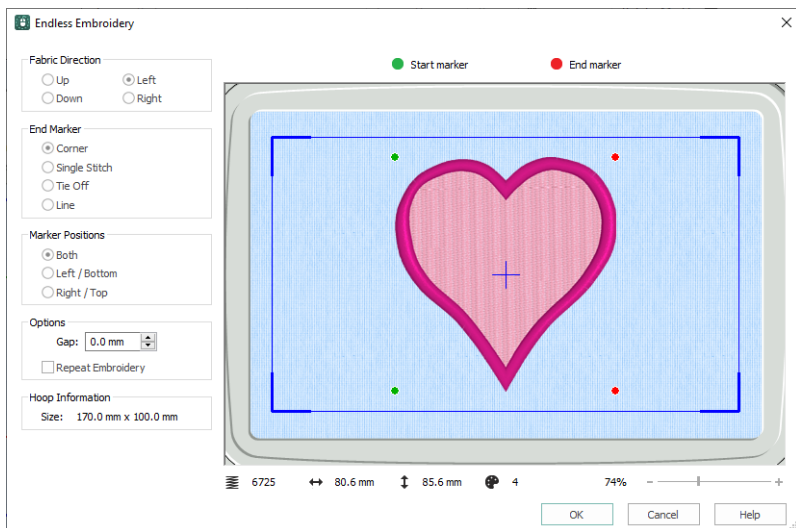 Endless Embroidery
Fabric Direction
Up Left
Down Right
End Marker
Corner
Single Stitch
Tie Off
Line
Marker Positions
Both
Left / Bottom
Right / Top
Options
Gap: 0.0 mm
Repeat Embroidery
Hoop Information
Size: 170.0 mm x 100.0 mm
Start marker End marker
6725 80.6 mm 85.6 mm 4 74% - +
OK Cancel Help